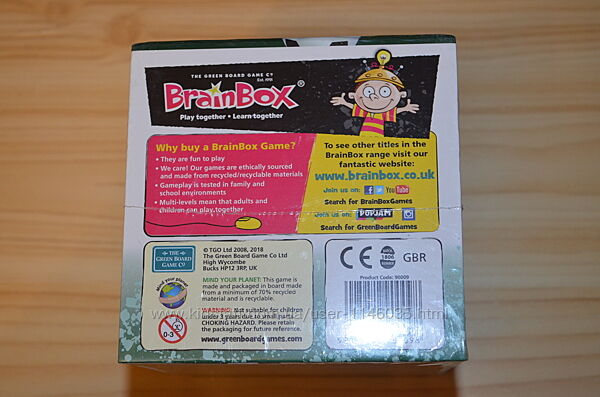 THE GREEN BOARD GAME CO
Est. 1991
BrainBox®
Play together • Learn together
Why buy a BrainBox Game?
• They are fun to play
• We care! Our games are ethically sourced
and made from recycled/recyclable materials
• Gameplay is tested in family and
school environments
• Multi-levels mean that adults and
children can play together
To see other titles in the
BrainBox range visit our
fantastic website:
www.brainbox.co.uk
Join us on: f You Tube
Search for BrainBoxGames
Join us on: POPJAM
Search for GreenBoardGames
THE
GREEN BOARD
GAME CO
© TGO Ltd 2008, 2018
The Green Board Game Co Ltd
High Wycombe
Bucks HP12 3RP, UK
Mind your planet
MIND YOUR PLANET: This game is
made and packaged in board made
from a minimum of 70% recycled
material and is recyclable.
WARNING: Not suitable for children
under 3 years due to small parts.
CHOKING HAZARD. Please retain
the packaging for future reference.
www.greenboardgames.com
0-3
CE
1806
GBR
Product Code: 90009